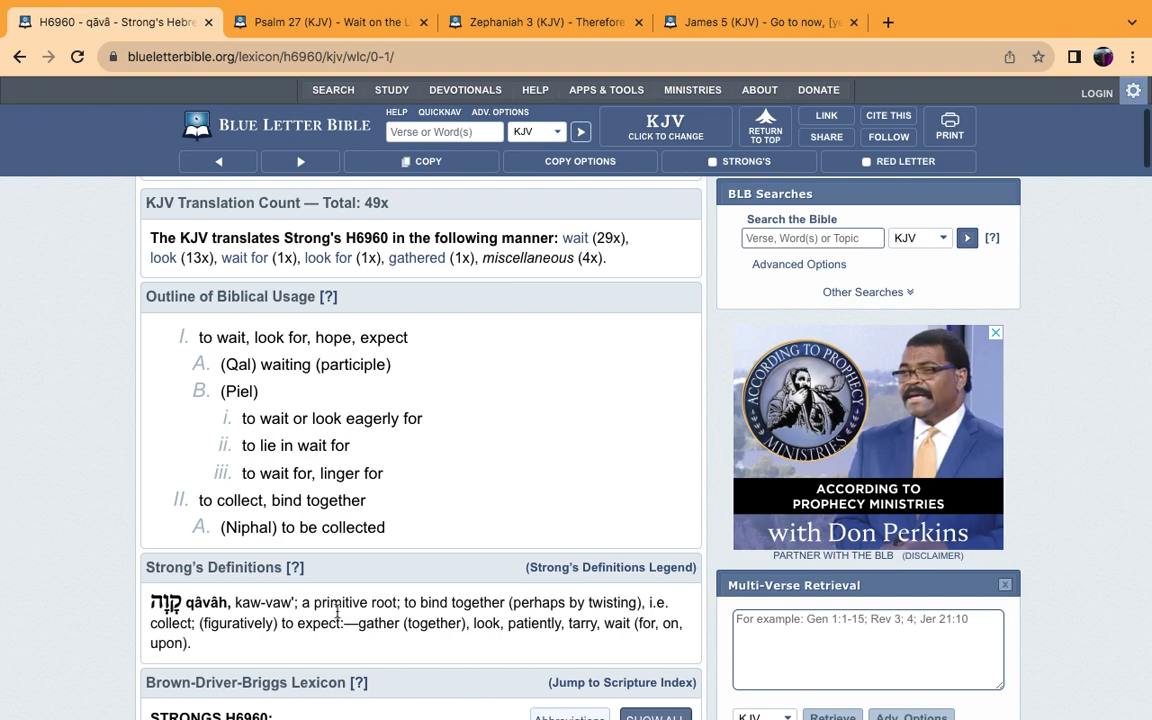 H6960 - qāvâ - Strong's Hebre
Psalm 27 (KJV) - Wait on the L
Zephaniah 3 (KJV) - Therefore
James 5 (KJV) - Go to now, [ye
blueletterbible.org/lexicon/h6960/kjv/wlc/0-1/
SEARCH STUDY DEVOTIONALS HELP APPS & TOOLS MINISTRIES ABOUT DONATE
LOGIN
BLUE LETTER BIBLE
HELP QUICKNAV ADV. OPTIONS
Verse or Word(s)
KJV
KJV
CLICK TO CHANGE
RETURN
TO TOP
LINK
CITE THIS
SHARE
FOLLOW
PRINT
COPY
COPY OPTIONS
STRONG'S
RED LETTER
KJV Translation Count — Total: 49x
The KJV translates Strong's H6960 in the following manner: wait (29x),
look (13x), wait for (1x), look for (1x), gathered (1x), miscellaneous (4x).
Outline of Biblical Usage [?]
I. to wait, look for, hope, expect
A. (Qal) waiting (participle)
B. (Piel)
i. to wait or look eagerly for
ii. to lie in wait for
iii. to wait for, linger for
II. to collect, bind together
A. (Niphal) to be collected
Strong's Definitions [?]
(Strong's Definitions Legend)
קָוָה qâvâh, kaw-vaw'; a primitive root; to bind together (perhaps by twisting), i.e.
collect; (figuratively) to expect:—gather (together), look, patiently, tarry, wait (for, on,
upon).
Brown-Driver-Briggs Lexicon [?]
(Jump to Scripture Index)
STRONGS H6960:
Abbreviations
SHOW ALL
BLB Searches
Search the Bible
Verse, Word(s) or Topic
KJV
[?]
Advanced Options
Other Searches
ACCORDING TO PROPHECY
MINISTRIES
ACCORDING TO
PROPHECY MINISTRIES
with Don Perkins
PARTNER WITH THE BLB (DISCLAIMER)
Multi-Verse Retrieval
x
For example: Gen 1:1-15; Rev 3; 4; Jer 21:10
KJV
Retrieve
Adv. Options